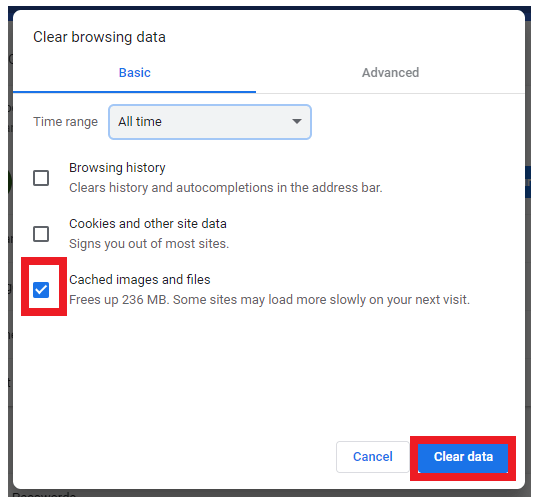 Clear browsing data
Basic
Advanced
Time range
All time
Browsing history
Clears history and autocompletions in the address bar.
Cookies and other site data
Signs you out of most sites.
Cached images and files
Frees up 236 MB. Some sites may load more slowly on your next visit.
Cancel
Clear data
Passwords